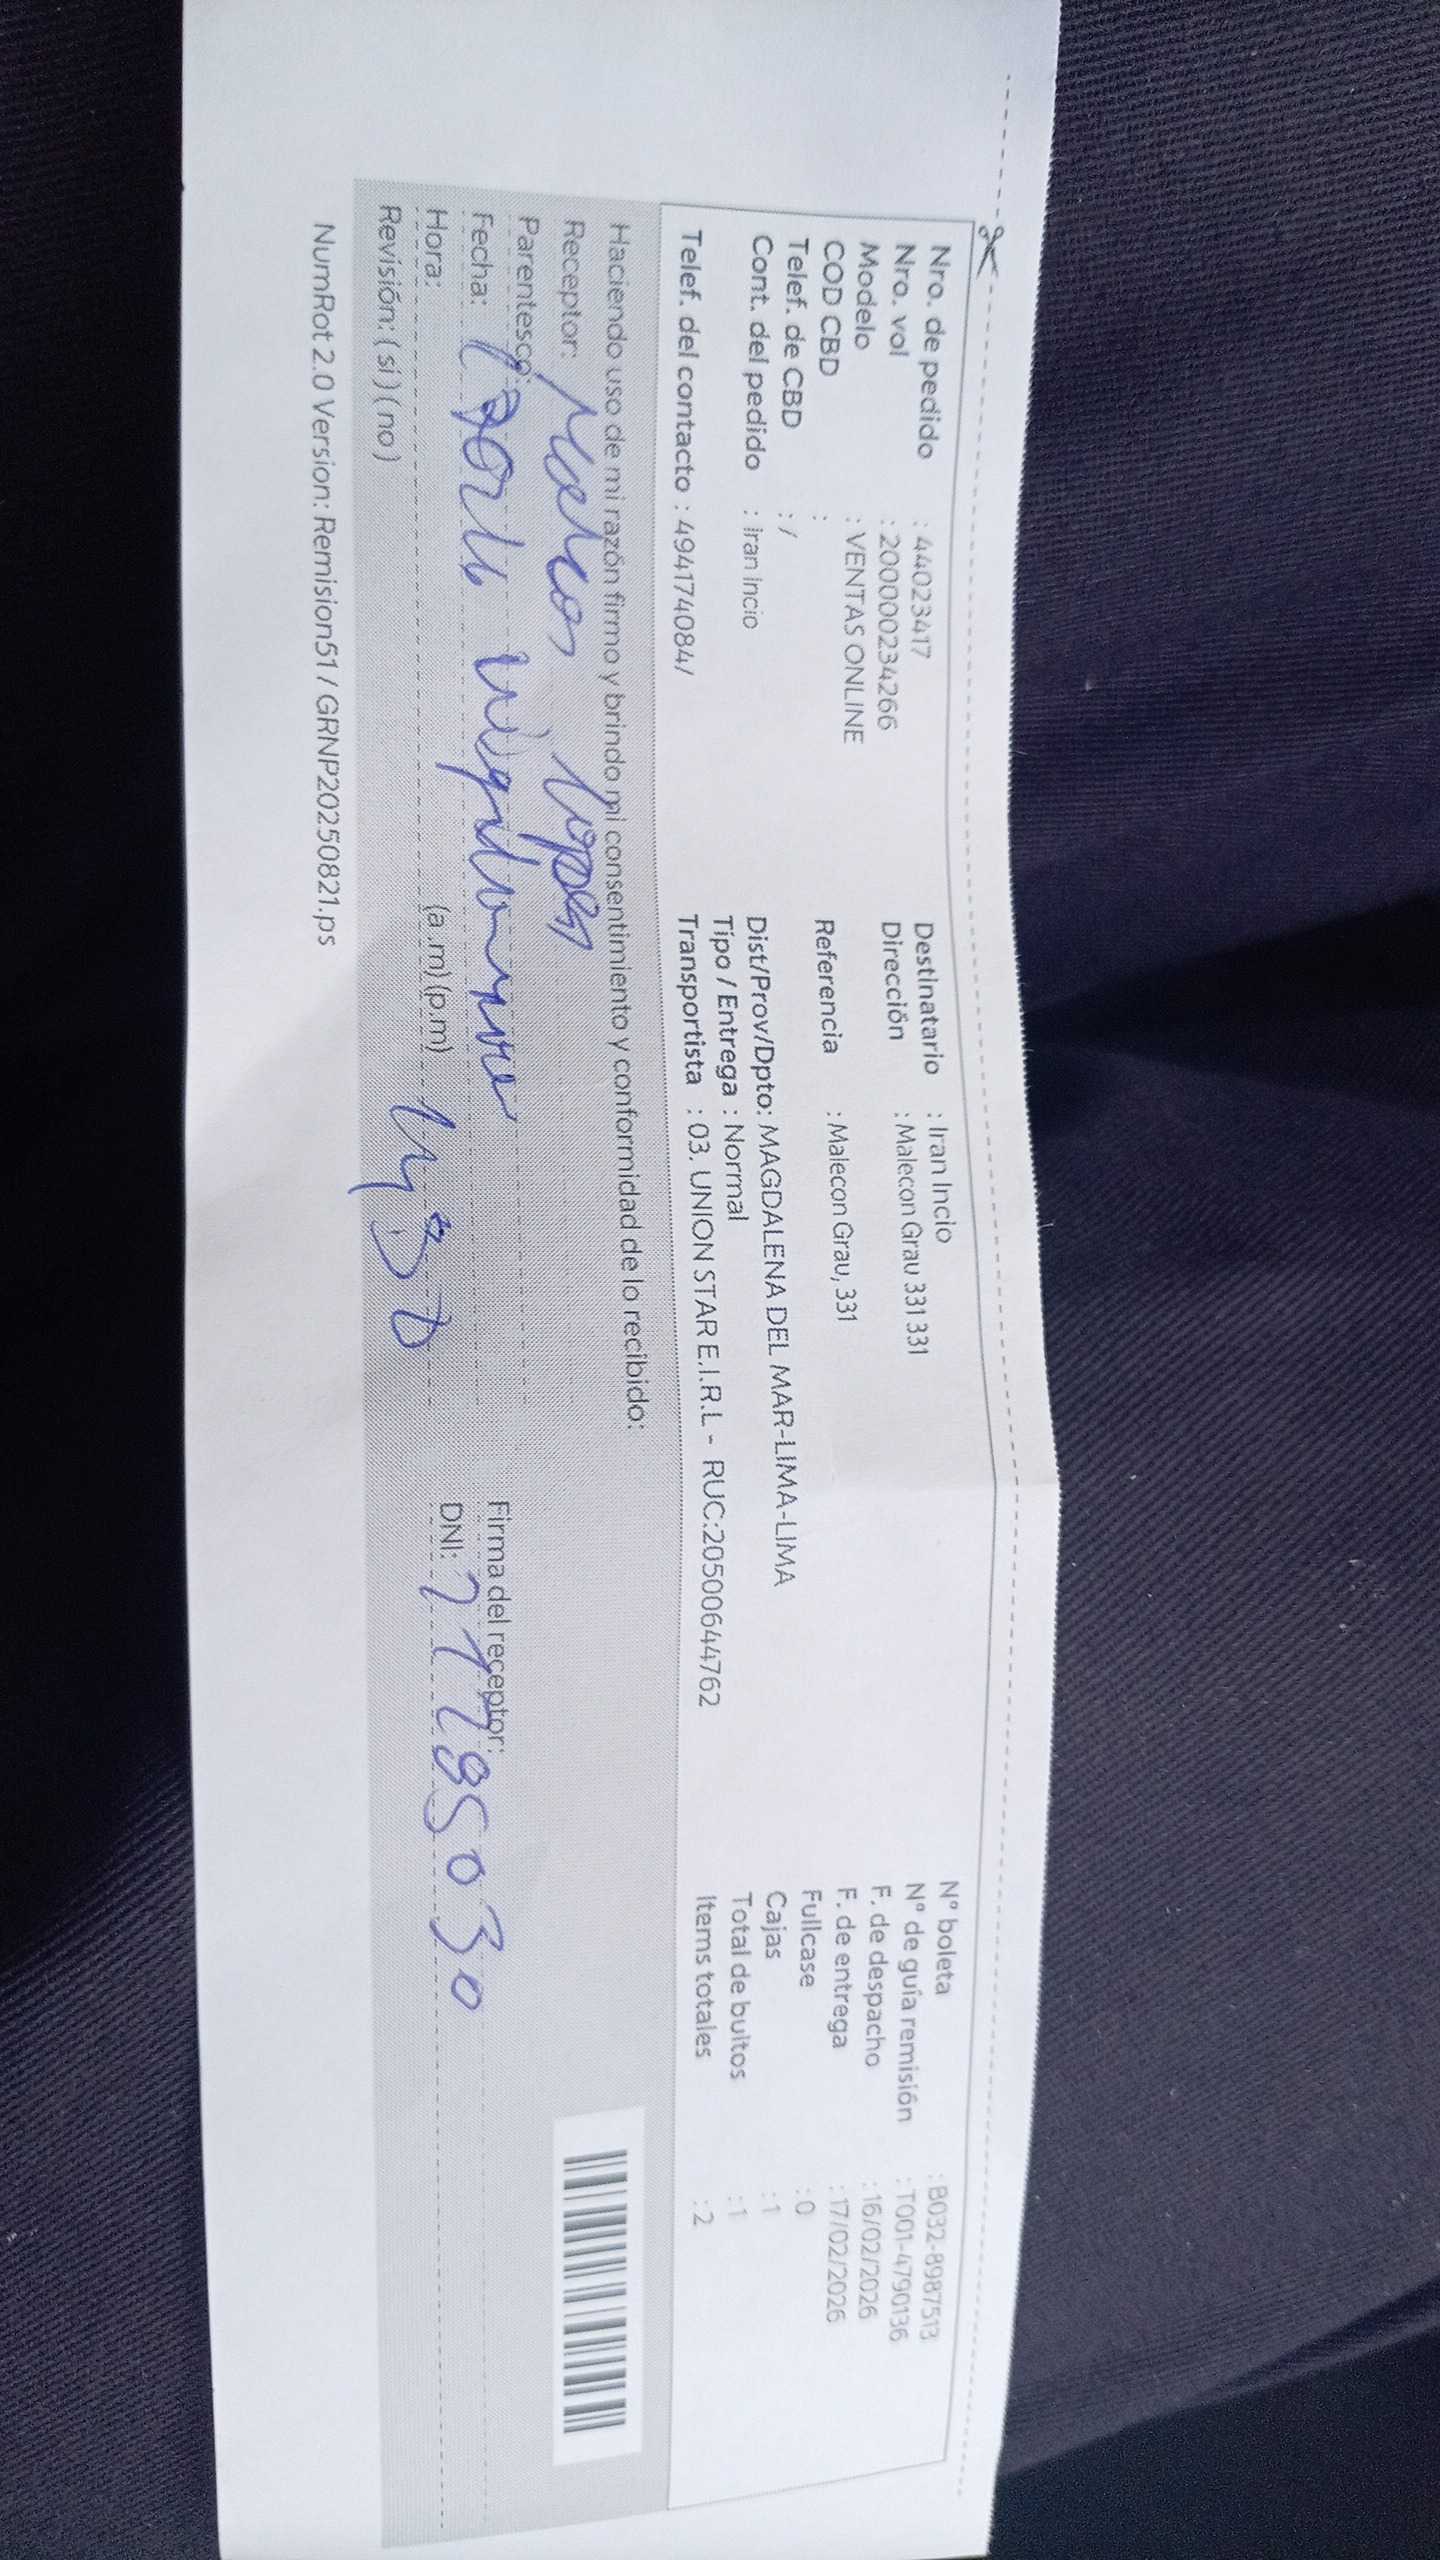 Nro. de pedido : 44023417
Nro. vol : 200000234266
Modelo : VENTAS ONLINE
COD CBD :
Telef. de CBD : /
Cont. del pedido : Iran Incio
Telef. del contacto : 494174084/
Destinatario : Iran Incio
Dirección : Malecon Grau 331 331
Referencia : Malecon Grau, 331
Dist/Prov/Dpto: MAGDALENA DEL MAR-LIMA-LIMA
Tipo / Entrega : Normal
Transportista : 03. UNION STAR E.I.R.L - RUC:20500644762
N° boleta : B032-8987513
N° de guía remisión : T001-4790136
F. de despacho : 16/02/2026
F. de entrega : 17/02/2026
Fullcase : 0
Cajas : 1
Total de bultos : 1
Items totales : 2
Haciendo uso de mi razón firmo y brindo mi consentimiento y conformidad de lo recibido:
Receptor: Marcos Lopez
Parentesco:
Fecha:
Hora: (a.m) (p.m)
Revisión: ( si ) ( no )
Firma del receptor:
DNI:
NumRot 2.0 Version: Remision51 / GRNP20250821.ps